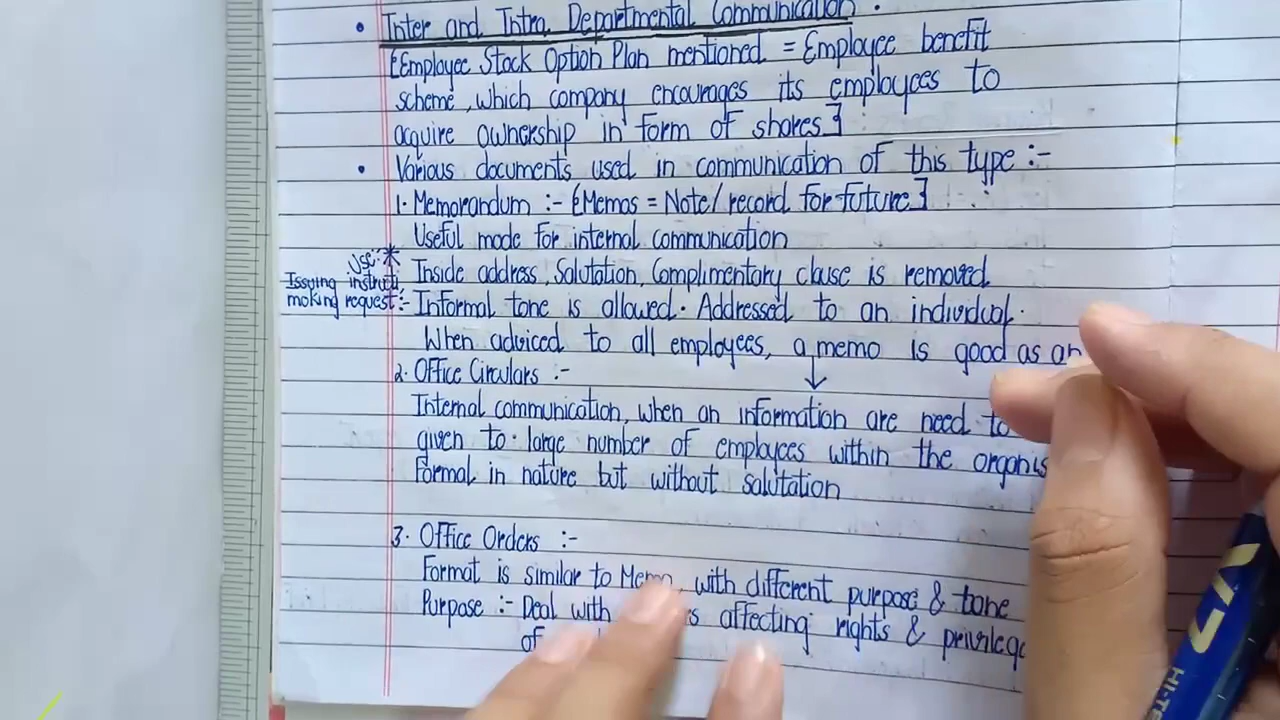 • Inter and Intra Departmental Communication.
{Employee Stock Option Plan mentioned = Employee benefit
scheme, which company encourages its employees to
acquire ownership in form of shares}
• Various documents used in communication of this type :-
1. Memorandum :- {Memos = Note/record for future}
Useful mode for internal communication
Use:*
Inside address, Salutation, Complimentary clause is removed
Issuing instructi
making request:-
Informal tone is allowed. Addressed to an individual.
When adviced to all employees, a memo is good as an
2. Office Circulars :-
Internal communication, when an information are need to
given to large number of employees within the organis
Formal in nature but without salutation
3. Office Orders :-
Format is similar to Memo, with different purpose & tone
Purpose :- Deal with affecting rights & privilege
of
V7
HI-TE